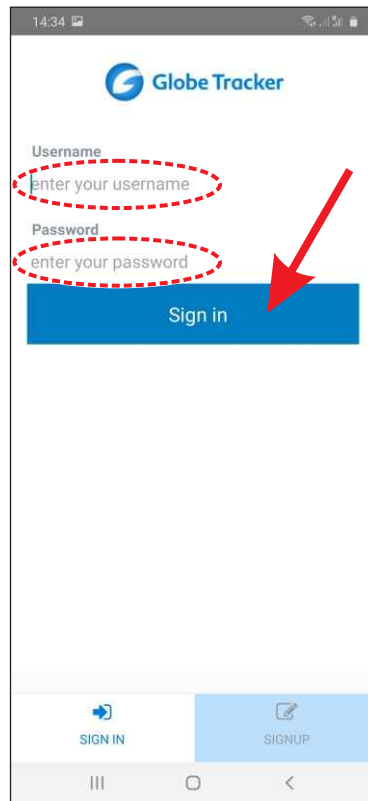 14:34
Globe Tracker
Username
enter your username
Password
enter your password
Sign in
SIGN IN SIGNUP